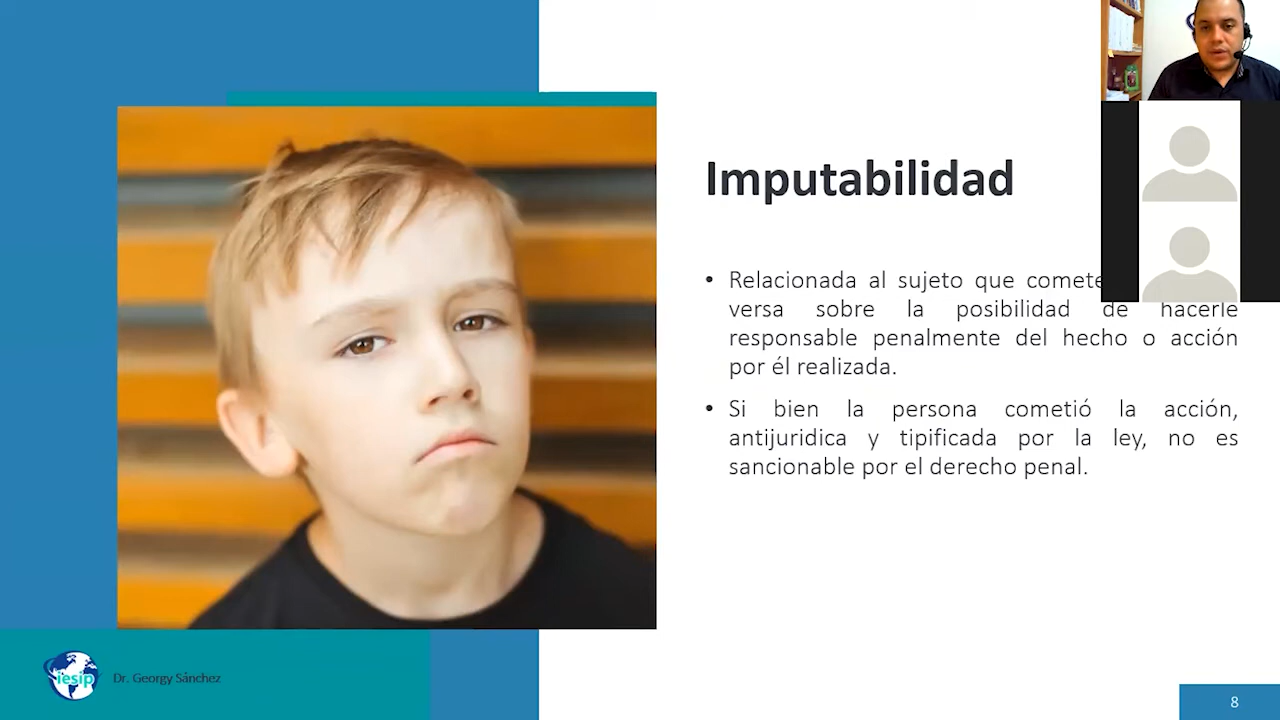 Imputabilidad
• Relacionada al sujeto que comete
versa sobre la posibilidad de hacerle
responsable penalmente del hecho o acción
por él realizada.
• Si bien la persona cometió la acción,
antijuridica y tipificada por la ley, no es
sancionable por el derecho penal.
iesip
Dr. Georgy Sánchez
8